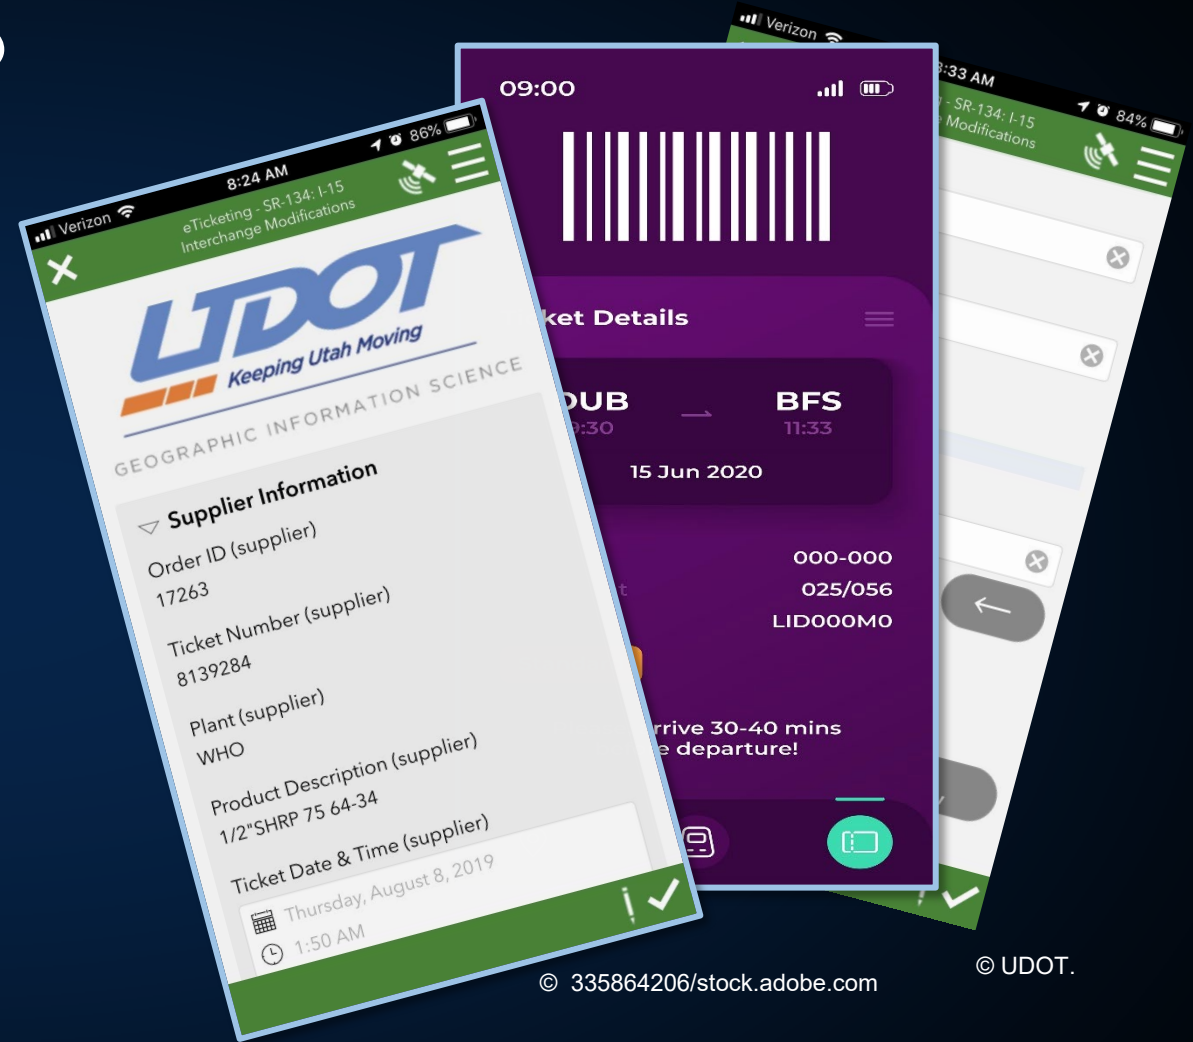 Verizon
8:24 AM
86%
eTicketing - SR-134: I-15
Interchange Modifications
UDOT
Keeping Utah Moving
GEOGRAPHIC INFORMATION SCIENCE
Supplier Information
Order ID (supplier)
17263
Ticket Number (supplier)
8139284
Plant (supplier)
WHO
Product Description (supplier)
1/2"SHRP 75 64-34
Ticket Date & Time (supplier)
Thursday, August 8, 2019
1:50 AM
09:00
ket Details
DUB
BFS
9:30
11:33
15 Jun 2020
000-000
t
025/056
LID000M0
rrive 30-40 mins
e departure!
Verizon
:33 AM
84%
- SR-134: I-15
Modifications
© 335864206/stock.adobe.com
© UDOT.